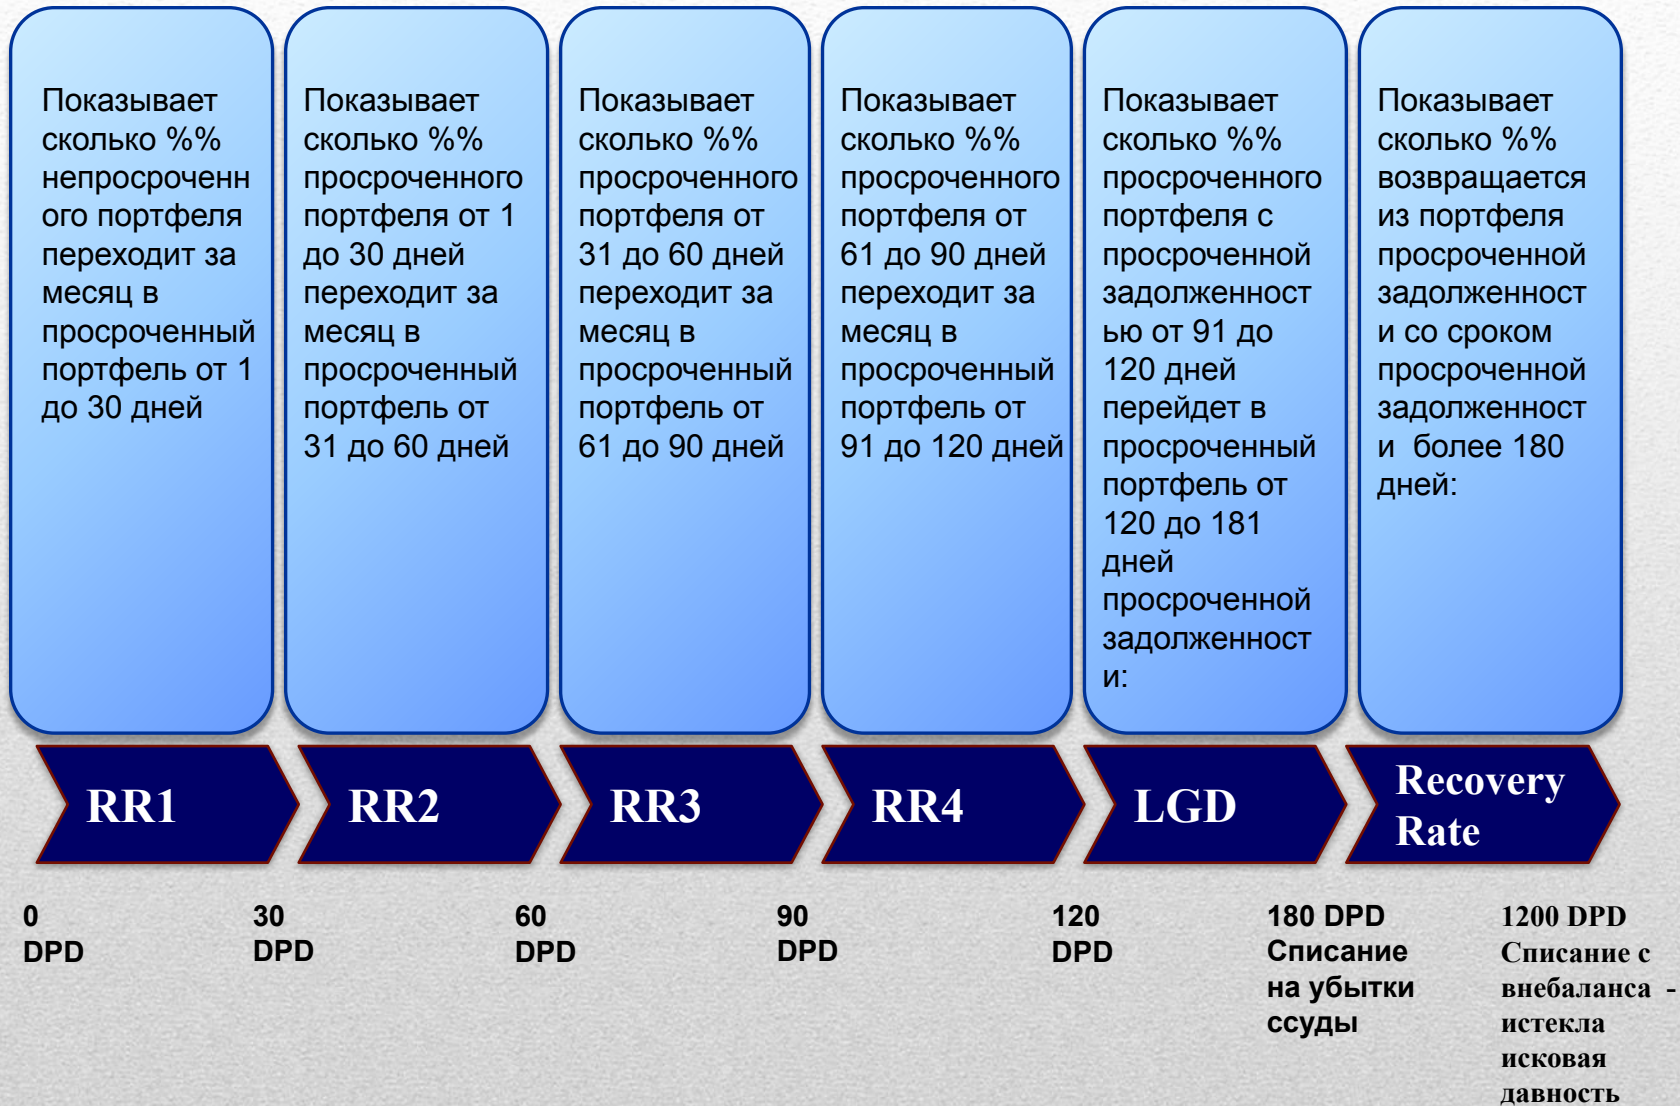 Показывает
сколько %%
непросроченн
ого портфеля
переходит за
месяц в
просроченный
портфель от 1
до 30 дней
Показывает
сколько %%
просроченного
портфеля от 1
до 30 дней
переходит за
месяц в
просроченный
портфель от
31 до 60 дней
Показывает
сколько %%
просроченного
портфеля от
31 до 60 дней
переходит за
месяц в
просроченный
портфель от
61 до 90 дней
Показывает
сколько %%
просроченного
портфеля от
61 до 90 дней
переходит за
месяц в
просроченный
портфель от
91 до 120 дней
Показывает
сколько %%
просроченного
портфеля с
просроченной
задолженност
ью от 91 до
120 дней
перейдет в
просроченный
портфель от
120 до 181
дней
просроченной
задолженност
и:
Показывает
сколько %%
возвращается
из портфеля
просроченной
задолженност
и со сроком
просроченной
задолженност
и более 180
дней:
RR1
RR2
RR3
RR4
LGD
Recovery
Rate
0
DPD
30
DPD
60
DPD
90
DPD
120
DPD
180 DPD
Списание
на убытки
ссуды
1200 DPD
Списание с
внебаланса -
истекла
исковая
давность